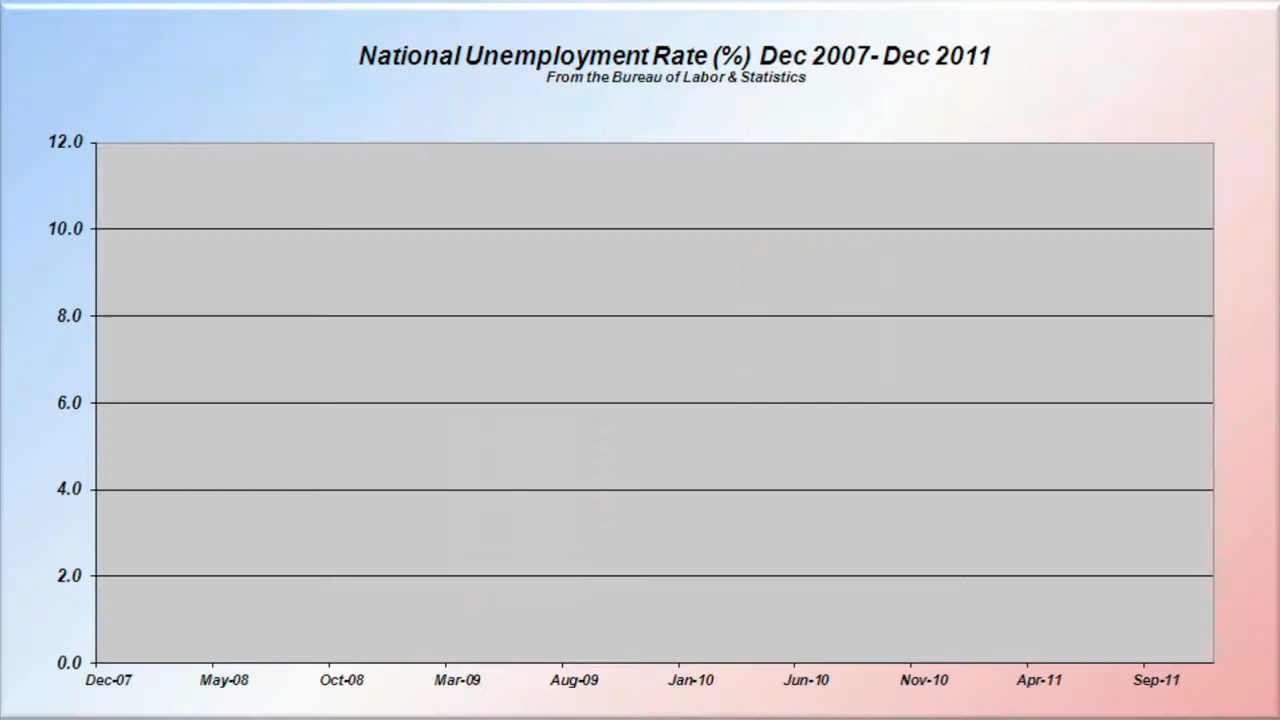 National Unemployment Rate (%) Dec 2007- Dec 2011
From the Bureau of Labor & Statistics
12.0
10.0
8.0
6.0
4.0
2.0
0.0
Dec-07 May-08 Oct-08 Mar-09 Aug-09 Jan-10 Jun-10 Nov-10 Apr-11 Sep-11